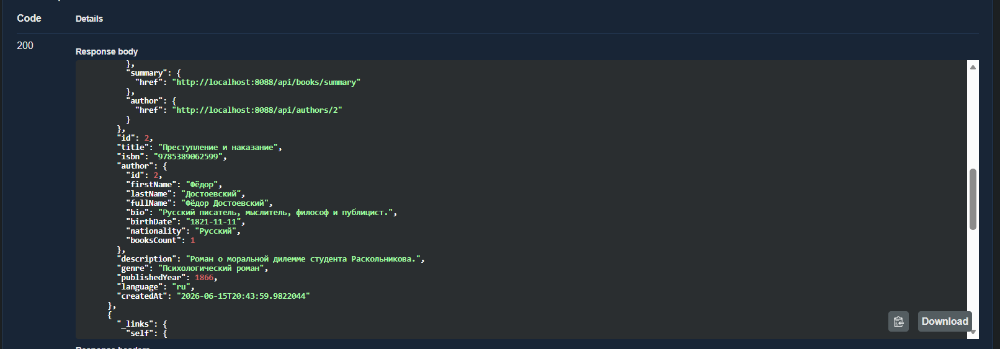 Code Details
200
Response body
},
"summary": {
"href": "http://localhost:8088/api/books/summary"
},
"author": {
"href": "http://localhost:8088/api/authors/2"
}
},
"id": 2,
"title": "Преступление и наказание",
"isbn": "9785389062599",
"author": {
"id": 2,
"firstName": "Фёдор",
"lastName": "Достоевский",
"fullName": "Фёдор Достоевский",
"bio": "Русский писатель, мыслитель, философ и публицист.",
"birthDate": "1821-11-11",
"nationality": "Русский",
"booksCount": 1
},
"description": "Роман о моральной дилемме студента Раскольникова.",
"genre": "Психологический роман",
"publishedYear": 1866,
"language": "ru",
"createdAt": "2026-06-15T20:43:59.9822044"
},
{
"_links": {
"self": {
Download
Response headers